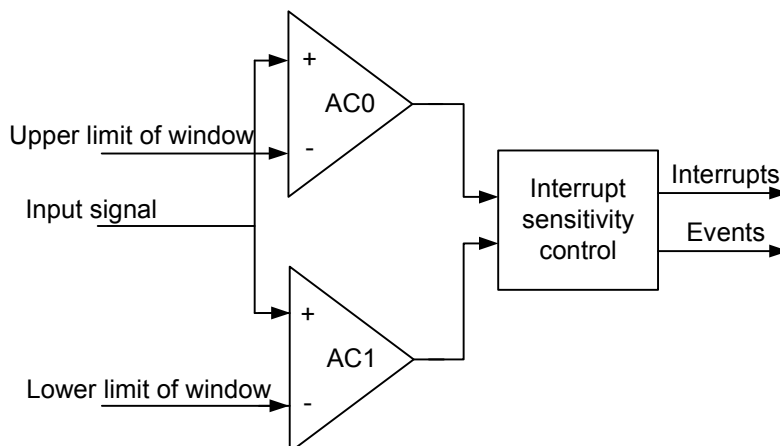 +
AC0
Upper limit of window
-
Input signal
Interrupt
sensitivity
control
Interrupts
Events
+
AC1
Lower limit of window
-